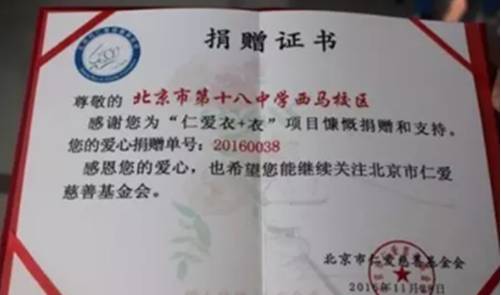 捐赠证书
尊敬的 北京市第十八中学西马校区
感谢您为“仁爱衣+衣”项目慷慨捐赠和支持。
您的爱心捐赠单号：20160038
感恩您的爱心，也希望您能继续关注北京市仁爱
慈善基金会。
北京市仁爱慈善基金会